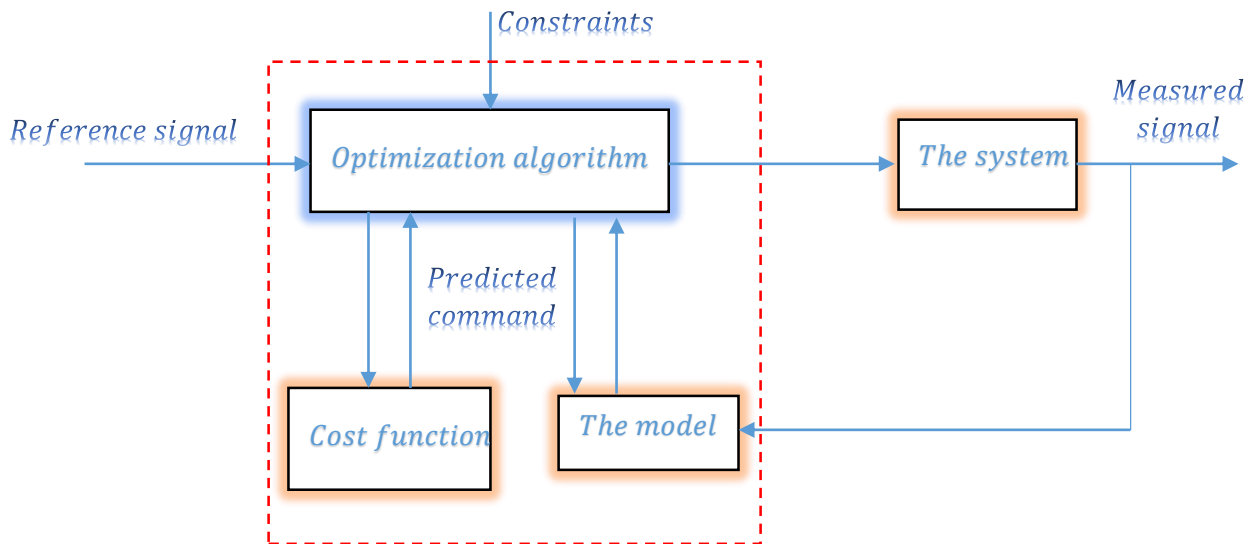 Constraints
Reference signal
Optimization algorithm
The system
Measured
signal
Predicted
command
Cost function
The model